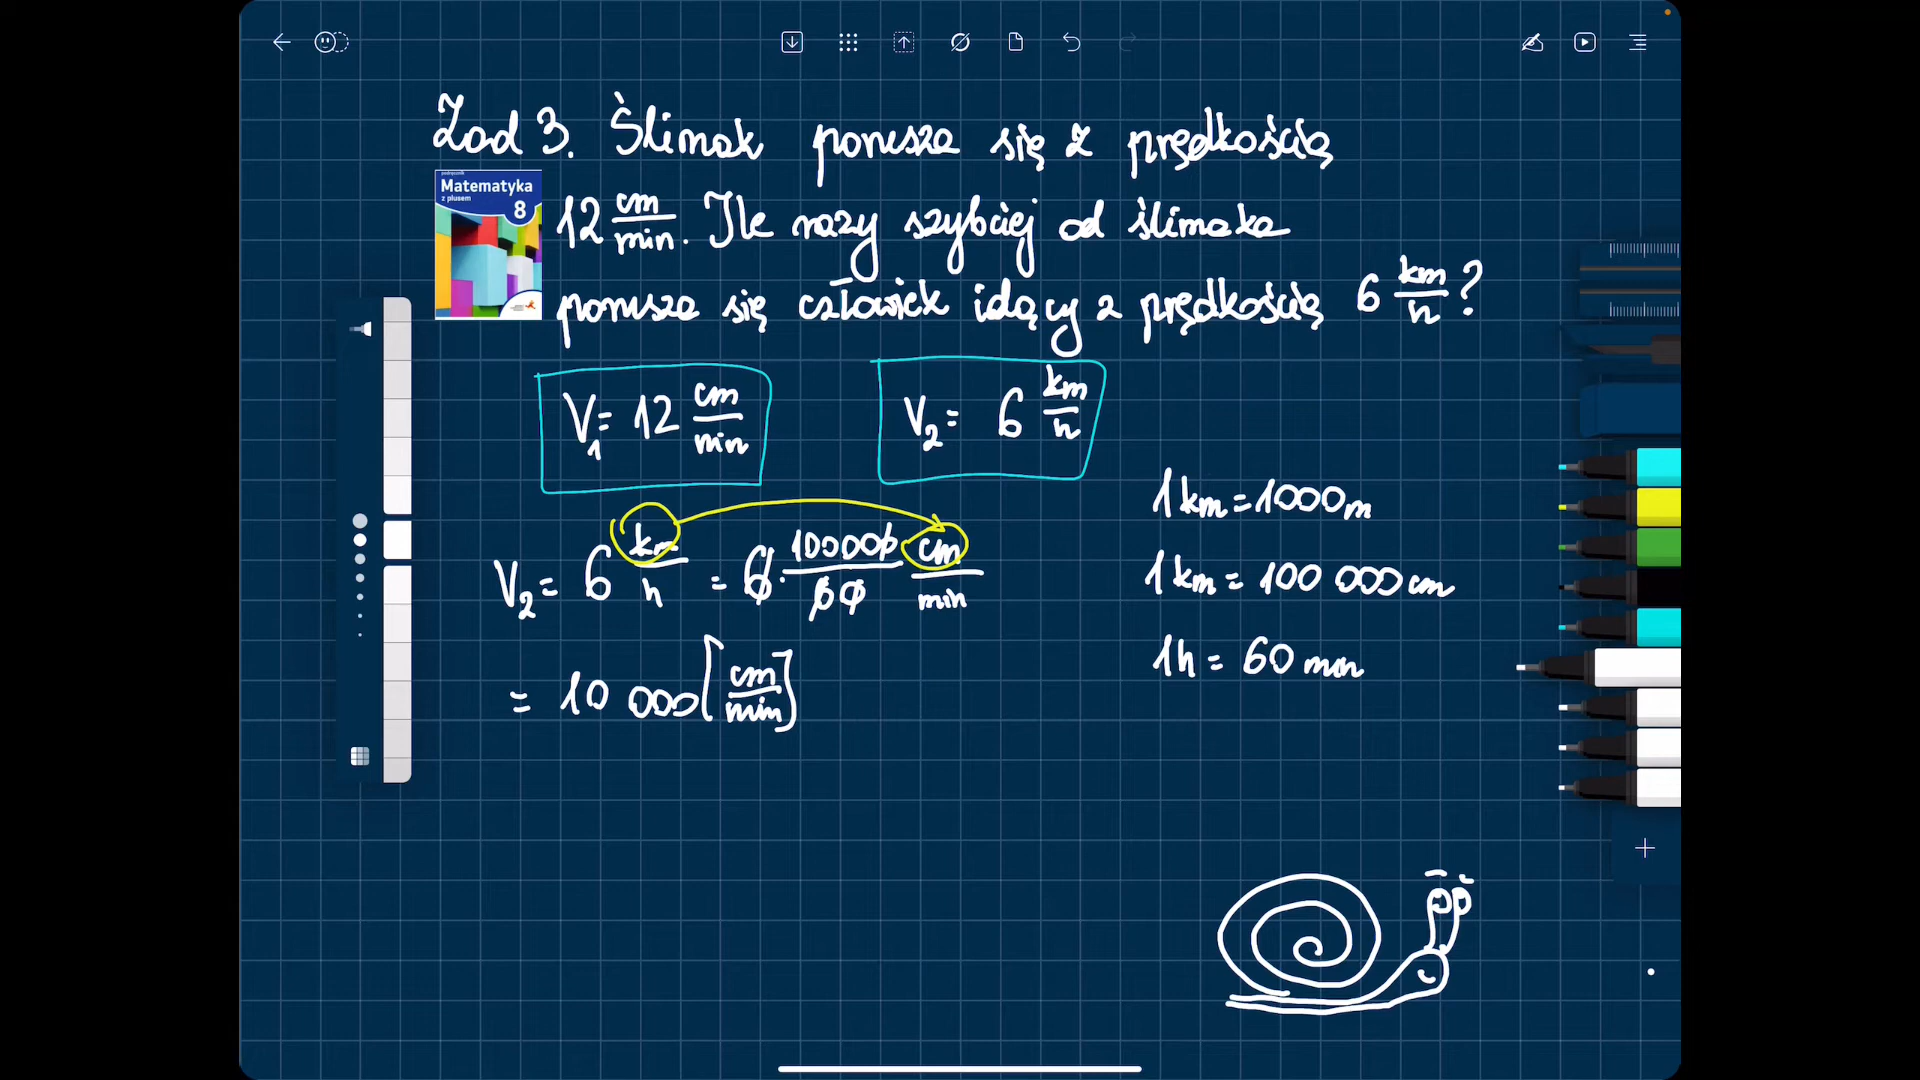 Zad 3. Ślimak porusza się z prędkością
podręcznik
Matematyka
z plusem
8
12 cm/min. Ile razy szybciej od ślimaka
porusza się człowiek idący z prędkością 6 km/h?
V₁ = 12 cm/min
V₂ = 6 km/h
1 km = 1000 m
V₂ = 6 km/h = 6 · 100000/60 cm/min
1 km = 100 000 cm
1h = 60 min
= 10 000 [cm/min]